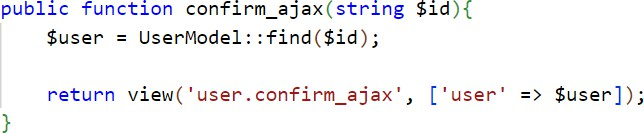 public function confirm_ajax(string $id){
    $user = UserModel::find($id);

    return view('user.confirm_ajax', ['user' => $user]);
}